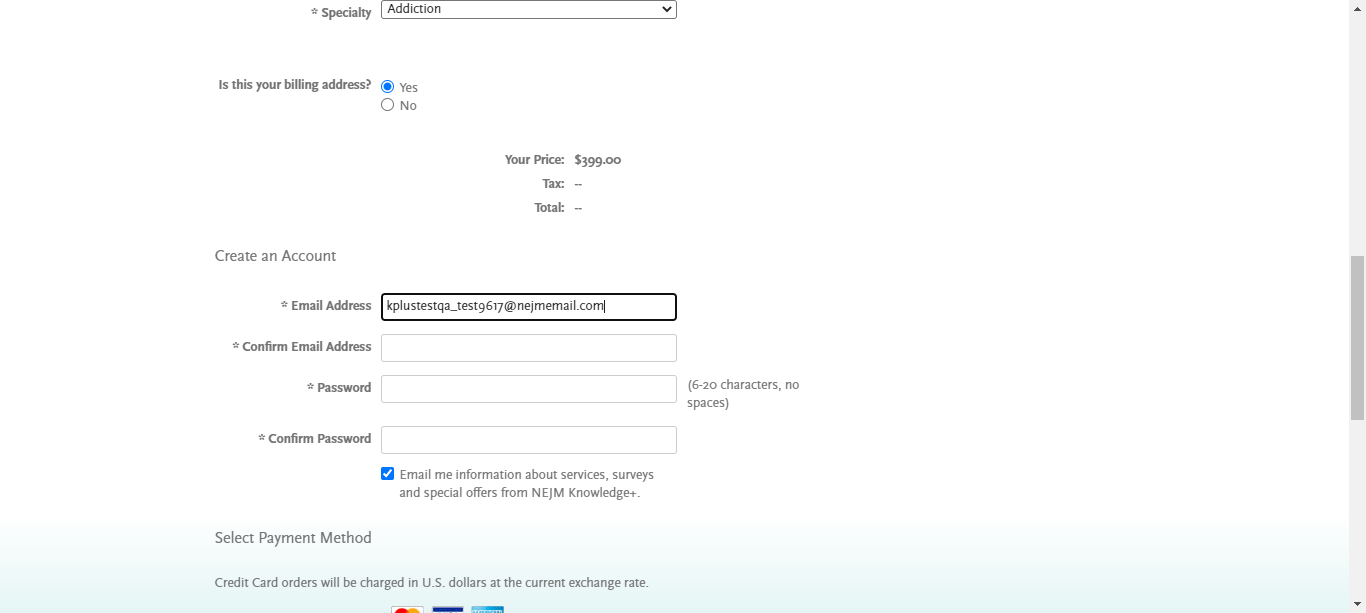 * Specialty Addiction
Is this your billing address? Yes
No
Your Price: $399.00
Tax: --
Total: --
Create an Account
* Email Address kplustestqa_test9617@nejmemail.com
* Confirm Email Address
* Password (6-20 characters, no
spaces)
* Confirm Password
Email me information about services, surveys
and special offers from NEJM Knowledge+.
Select Payment Method
Credit Card orders will be charged in U.S. dollars at the current exchange rate.